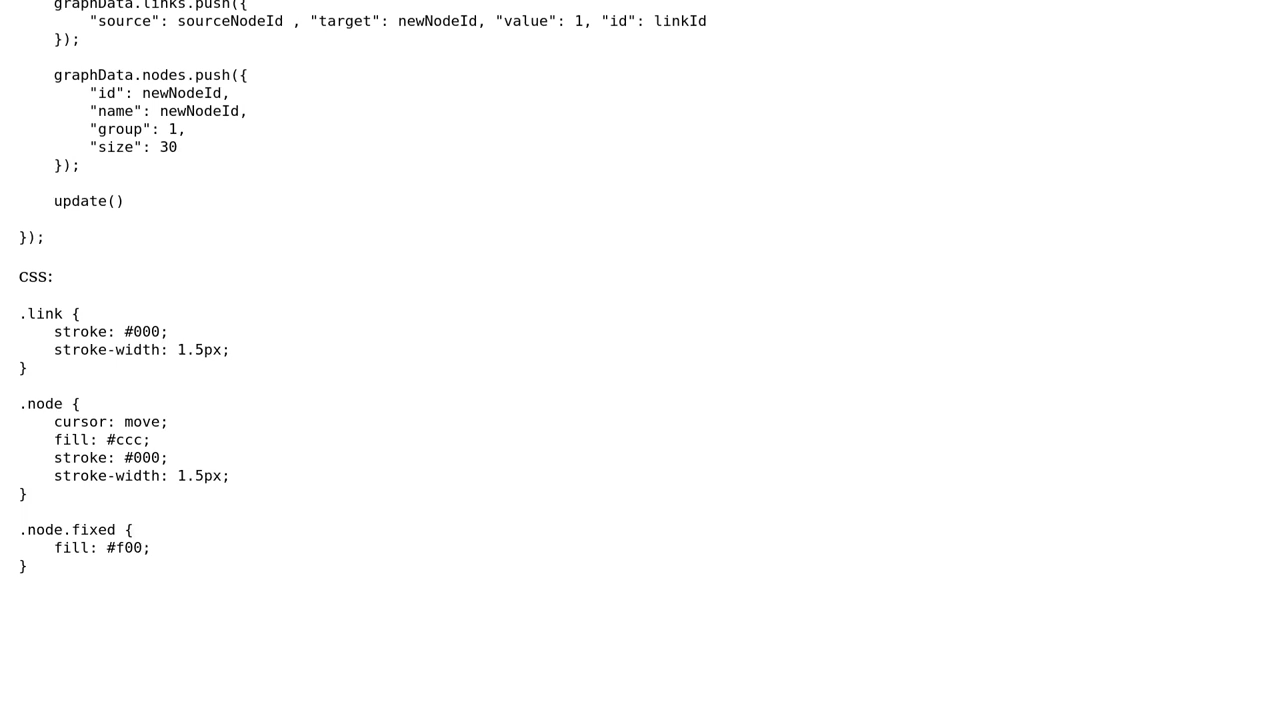 graphData.links.push({
        "source": sourceNodeId , "target": newNodeId, "value": 1, "id": linkId
    });

    graphData.nodes.push({
        "id": newNodeId,
        "name": newNodeId,
        "group": 1,
        "size": 30
    });

    update()

});

CSS:

.link {
    stroke: #000;
    stroke-width: 1.5px;
}

.node {
    cursor: move;
    fill: #ccc;
    stroke: #000;
    stroke-width: 1.5px;
}

.node.fixed {
    fill: #f00;
}